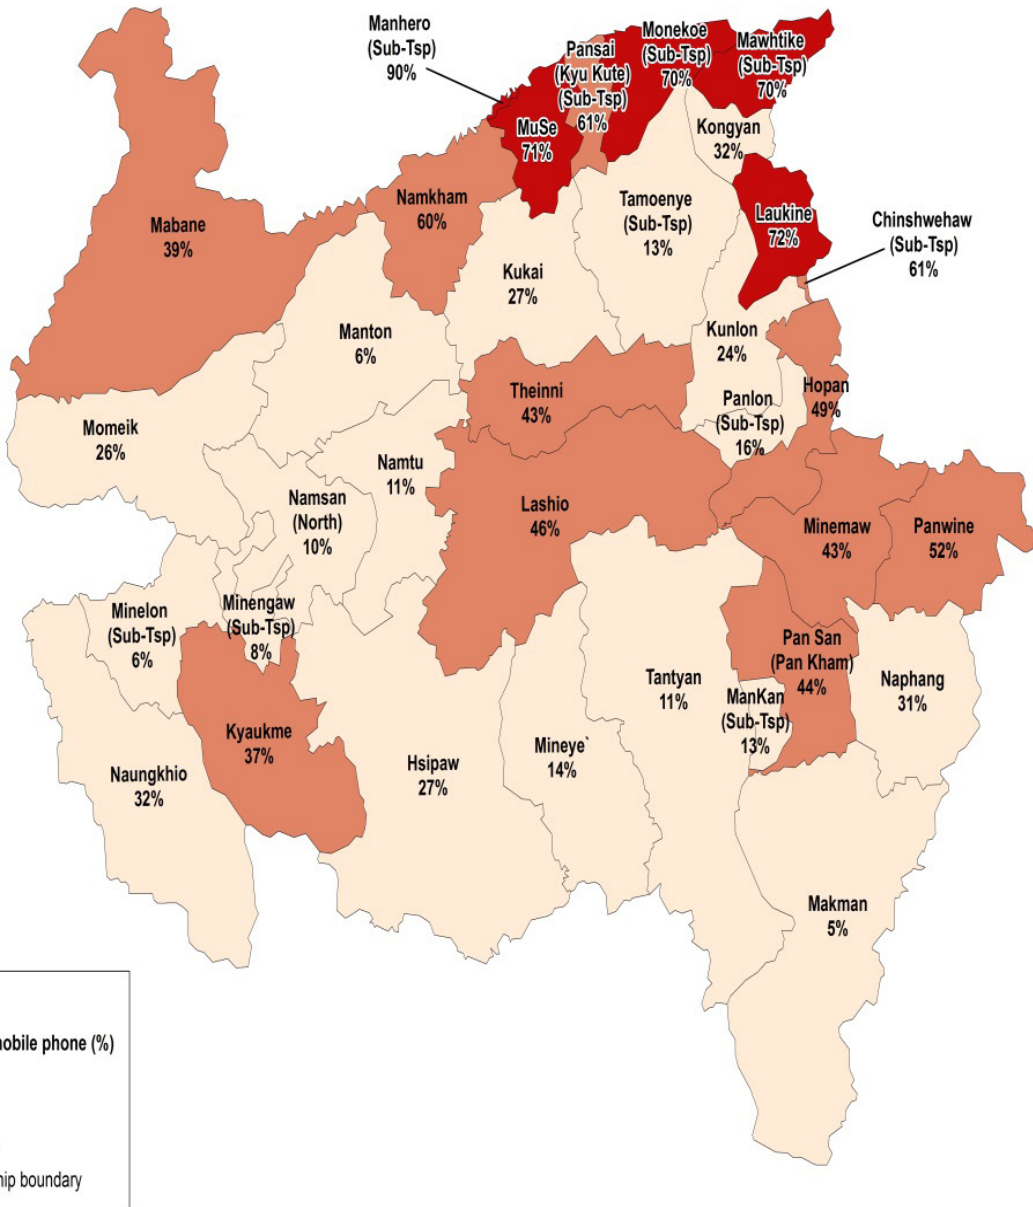 Manhero
(Sub-Tsp)
90%
Pansai
(Kyu Kute)
(Sub-Tsp)
61%
Monekoe
(Sub-Tsp)
70%
Mawhtike
(Sub-Tsp)
70%
MuSe
71%
Kongyan
32%
Mabane
39%
Namkham
60%
Tamoenye
(Sub-Tsp)
13%
Laukine
72%
Chinshwehaw
(Sub-Tsp)
61%
Kukai
27%
Manton
6%
Kunlon
24%
Theinni
43%
Hopan
49%
Panlon
(Sub-Tsp)
16%
Momeik
26%
Namtu
11%
Namsan
(North)
10%
Lashio
46%
Minemaw
43%
Panwine
52%
Minelon
(Sub-Tsp)
6%
Minengaw
(Sub-Tsp)
8%
Pan San
(Pan Kham)
44%
Tantyan
11%
Naphang
31%
ManKan
(Sub-Tsp)
13%
Kyaukme
37%
Naungkhio
32%
Hsipaw
27%
Mineye`
14%
Makman
5%
phone (%)
boundary